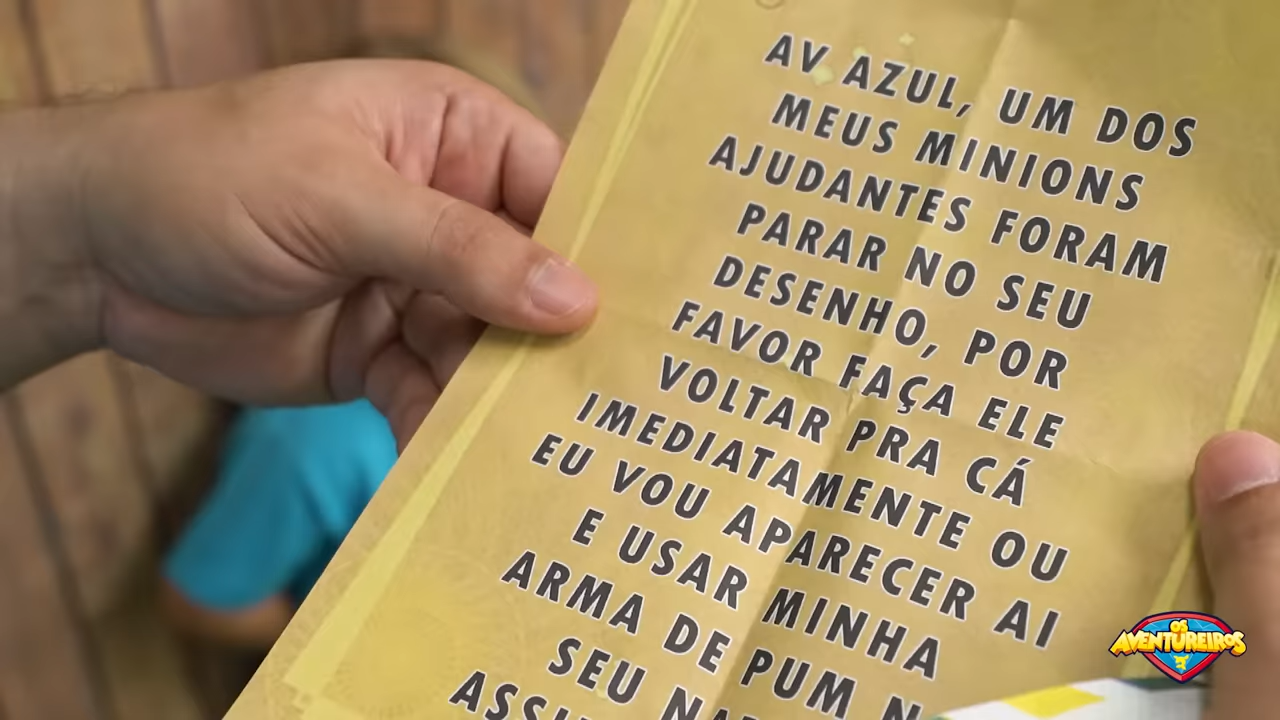 AV AZUL, UM DOS
MEUS MINIONS
AJUDANTES FORAM
PARAR NO SEU
DESENHO, POR
FAVOR FAÇA ELE
VOLTAR PRA CÁ
IMEDIATAMENTE OU
EU VOU APARECER AI
E USAR MINHA
ARMA DE PUM
SEU
OS
AVENTUREIROS